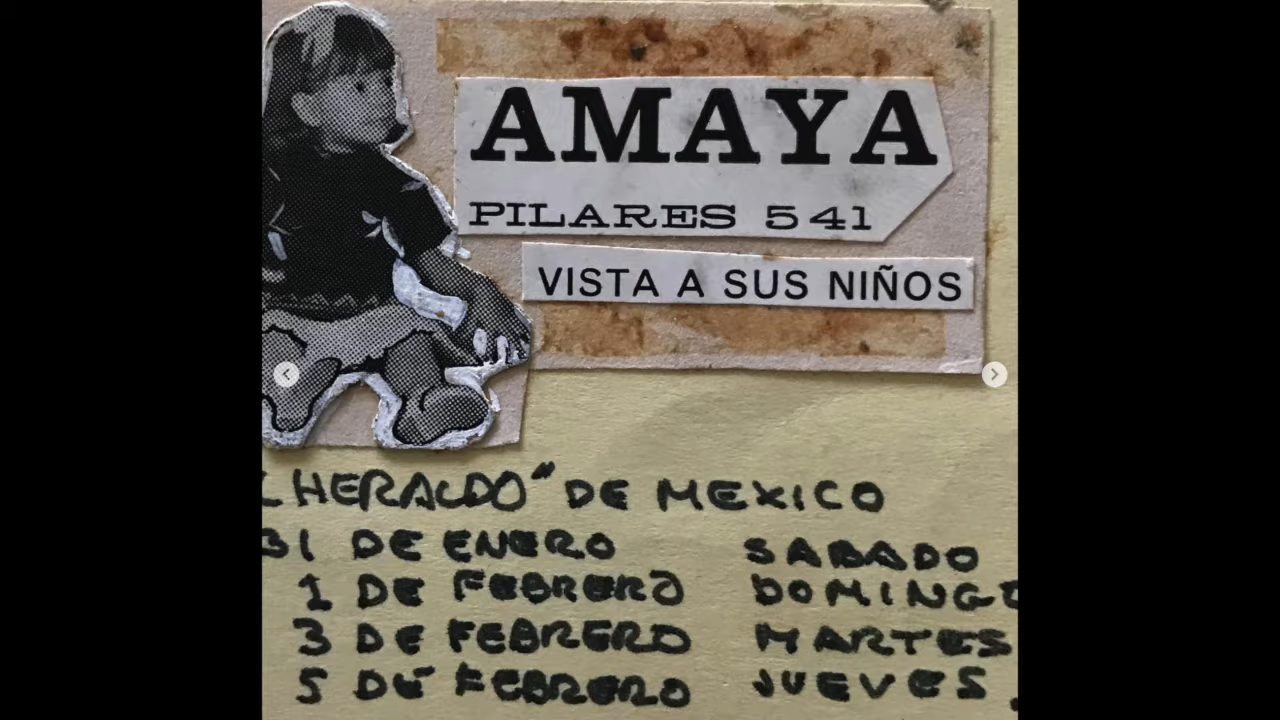 AMAYA
PILARES 541
VISTA A SUS NIÑOS
L HERALDO" DE MEXICO
31 DE ENERO SABADO
1 DE FEBRERO DOMINGO
3 DE FEBRERO MARTES
5 DE FEBRERO JUEVES.